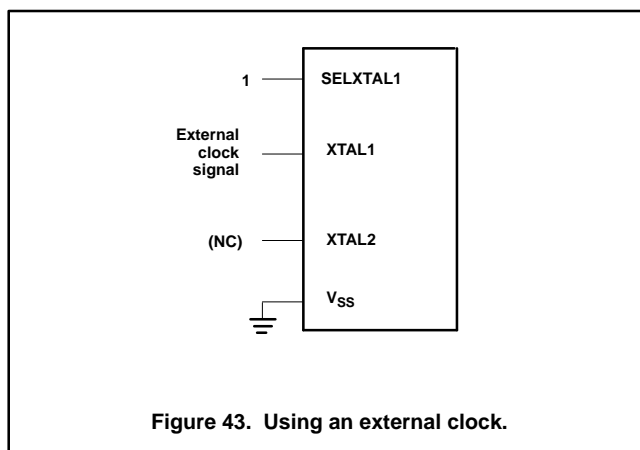 1 SELXTAL1
External
clock
signal
XTAL1
(NC) XTAL2
VSS
Figure 43. Using an external clock.